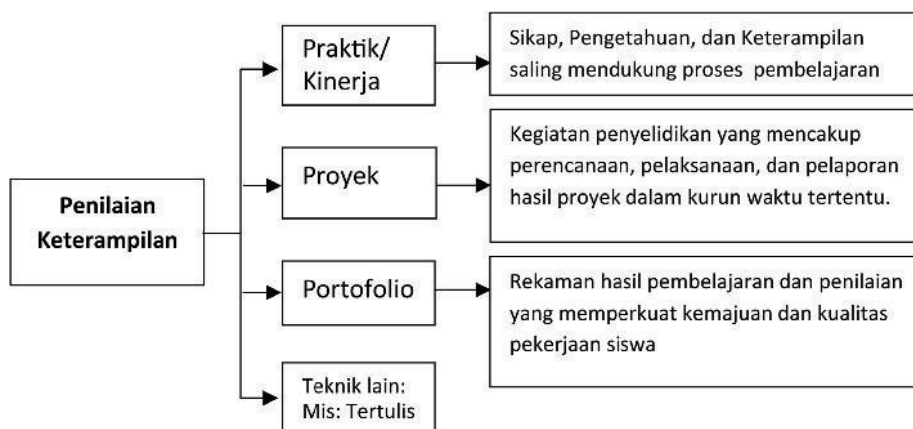 Penilaian
Keterampilan
Praktik/
Kinerja
Sikap, Pengetahuan, dan Keterampilan
saling mendukung proses pembelajaran
Proyek
Kegiatan penyelidikan yang mencakup
perencanaan, pelaksanaan, dan pelaporan
hasil proyek dalam kurun waktu tertentu.
Portofolio
Rekaman hasil pembelajaran dan penilaian
yang memperkuat kemajuan dan kualitas
pekerjaan siswa
Teknik lain:
Mis: Tertulis